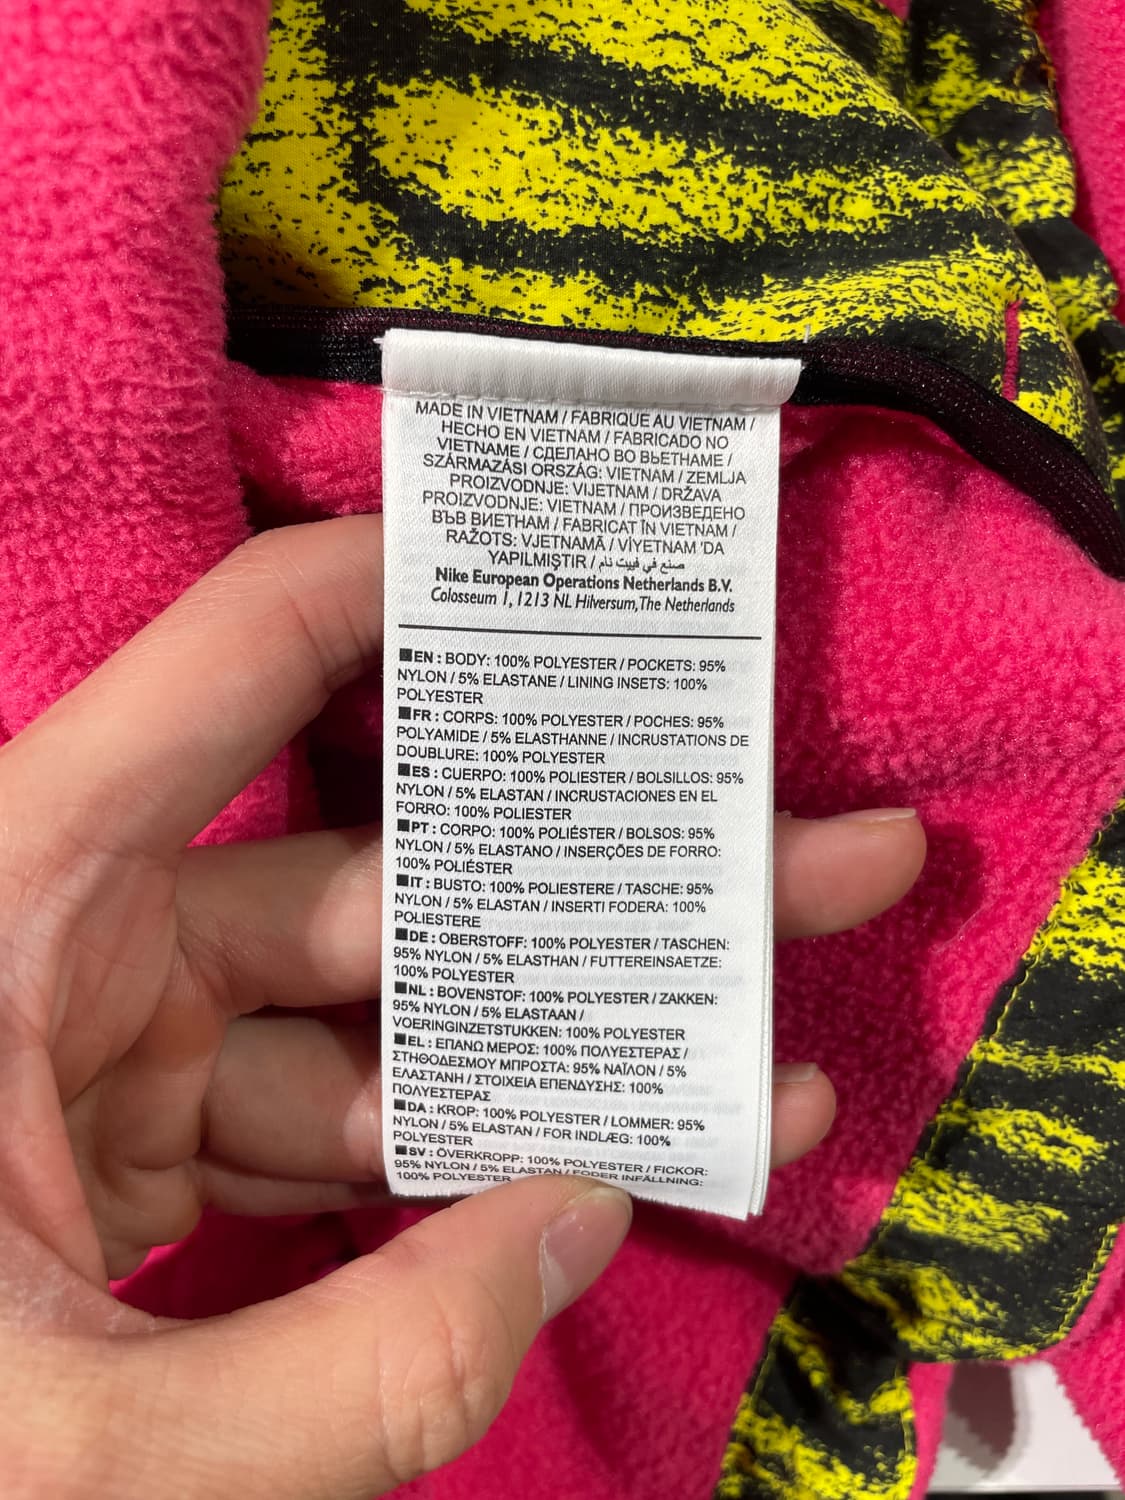 MADE IN VIETNAM / FABRIQUE AU VIETNAM /
HECHO EN VIETNAM / FABRICADO NO
VIETNAME / СДЕЛАНО ВО ВЬЕТНАМЕ /
SZÁRMAZÁSI ORSZÁG: VIETNAM / ZEMLJA
PROIZVODNJE: VIJETNAM / DRŽAVA
PROIZVODNJE: VIETNAM / ПРОИЗВЕДЕНО
ВЪВ ВИЕТНАМ / FABRICAT ÎN VIETNAM /
RAŽOTS: VJETNAMĀ / VİYETNAM 'DA
YAPILMIŞTIR / صنع في فييت نام
Nike European Operations Netherlands B.V.
Colosseum 1, 1213 NL Hilversum, The Netherlands
■EN : BODY: 100% POLYESTER / POCKETS: 95%
NYLON / 5% ELASTANE / LINING INSETS: 100%
POLYESTER
■FR : CORPS: 100% POLYESTER / POCHES: 95%
POLYAMIDE / 5% ELASTHANNE / INCRUSTATIONS DE
DOUBLURE: 100% POLYESTER
■ES : CUERPO: 100% POLIESTER / BOLSILLOS: 95%
NYLON / 5% ELASTAN / INCRUSTACIONES EN EL
FORRO: 100% POLIESTER
■PT : CORPO: 100% POLIÉSTER / BOLSOS: 95%
NYLON / 5% ELASTANO / INSERÇÕES DE FORRO:
100% POLIÉSTER
■IT : BUSTO: 100% POLIESTERE / TASCHE: 95%
NYLON / 5% ELASTAN / INSERTI FODERA: 100%
POLIESTERE
■DE : OBERSTOFF: 100% POLYESTER / TASCHEN:
95% NYLON / 5% ELASTHAN / FUTTEREINSAETZE:
100% POLYESTER
■NL : BOVENSTOF: 100% POLYESTER / ZAKKEN:
95% NYLON / 5% ELASTAAN /
VOERINGINZETSTUKKEN: 100% POLYESTER
■EL : ΕΠΑΝΩ ΜΕΡΟΣ: 100% ΠΟΛΥΕΣΤΕΡΑΣ /
ΣΤΗΘΟΔΕΣΜΟΥ ΜΠΡΟΣΤΑ: 95% ΝΑΪΛΟΝ / 5%
ΕΛΑΣΤΑΝΗ / ΣΤΟΙΧΕΙΑ ΕΠΕΝΔΥΣΗΣ: 100%
ΠΟΛΥΕΣΤΕΡΑΣ
■DA : KROP: 100% POLYESTER / LOMMER: 95%
NYLON / 5% ELASTAN / FOR INDLÆG: 100%
POLYESTER
■SV : ÖVERKROPP: 100% POLYESTER / FICKOR:
95% NYLON / 5% ELASTAN / FODER INFÄLLNING:
100% POLYESTER